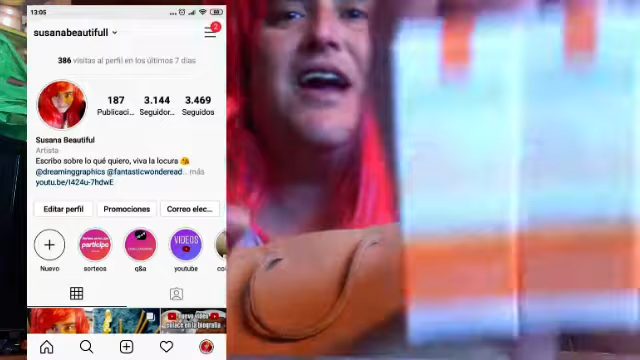 13:05
susanabeautifull
2
386 visitas al perfil en los últimos 7 días
187 3.144 3.469
Publicaci... Seguidor... Seguidos
Susana Beautiful
Artista
Escribo sobre lo qué quiero, viva la locura
@dreaminggraphics @fantasticwonderead... más
youtu.be/I424u-7hdwE
Editar perfil Promociones Correo elec...
Nuevo sorteos q&a youtube
participa
VIDEOS
nuevo video
enlace en la biografía